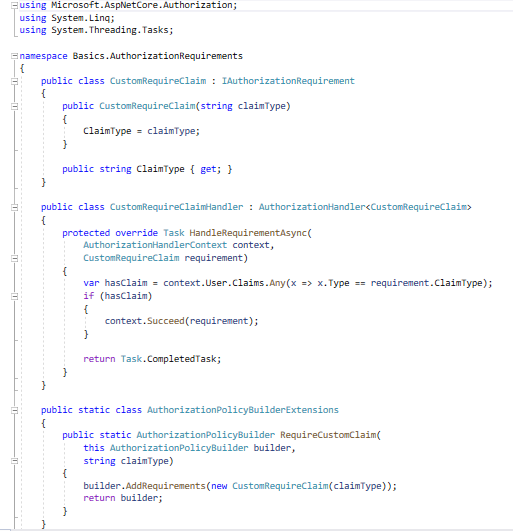 using Microsoft.AspNetCore.Authorization;
using System.Linq;
using System.Threading.Tasks;

namespace Basics.AuthorizationRequirements
{
    public class CustomRequireClaim : IAuthorizationRequirement
    {
        public CustomRequireClaim(string claimType)
        {
            ClaimType = claimType;
        }

        public string ClaimType { get; }
    }

    public class CustomRequireClaimHandler : AuthorizationHandler<CustomRequireClaim>
    {
        protected override Task HandleRequirementAsync(
            AuthorizationHandlerContext context,
            CustomRequireClaim requirement)
        {
            var hasClaim = context.User.Claims.Any(x => x.Type == requirement.ClaimType);
            if (hasClaim)
            {
                context.Succeed(requirement);
            }

            return Task.CompletedTask;
        }
    }

    public static class AuthorizationPolicyBuilderExtensions
    {
        public static AuthorizationPolicyBuilder RequireCustomClaim(
            this AuthorizationPolicyBuilder builder,
            string claimType)
        {
            builder.AddRequirements(new CustomRequireClaim(claimType));
            return builder;
        }
    }